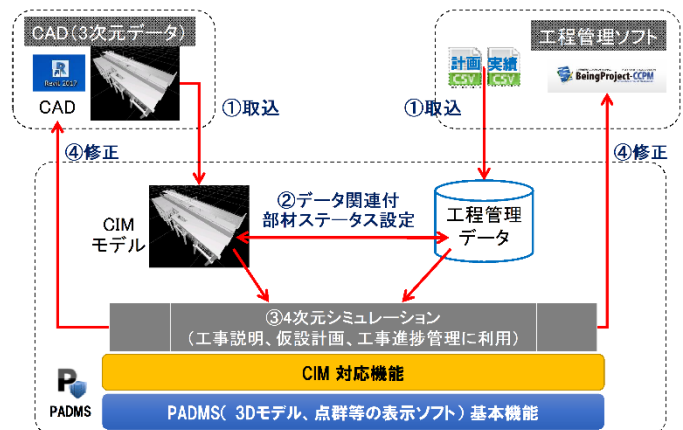 CAD(3次元データ)
Revit 2017
CAD
①取込
④修正
工程管理ソフト
計画
CSV
実績
CSV
BeingProject-CCPM
①取込
④修正
CIM
モデル
②データ関連付
部材ステータス設定
工程管理
データ
③4次元シミュレーション
(工事説明、仮設計画、工事進捗管理に利用)
CIM 対応機能
PADMS
PADMS( 3Dモデル、点群等の表示ソフト) 基本機能